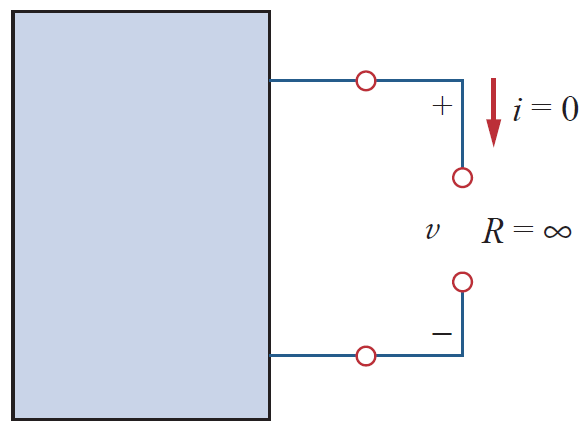 +
i = 0
v R = ∞
−